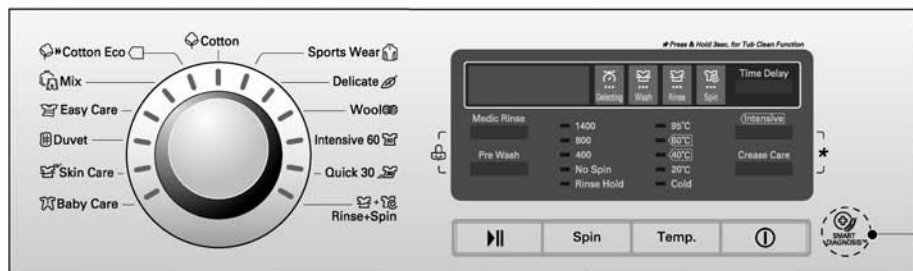 Cotton
Cotton Eco
Mix
Easy Care
Duvet
Skin Care
Baby Care
Sports Wear
Delicate
Wool
Intensive 60
Quick 30
Rinse+Spin
* Press & Hold 3sec. for Tub Clean Function
Detecting
Wash
Rinse
Spin
Time Delay
Medic Rinse
Pre Wash
1400
800
400
No Spin
Rinse Hold
95℃
60℃
40℃
20℃
Cold
Intensive
Crease Care
*
Spin
Temp.
SMART
DIAGNOSIS™